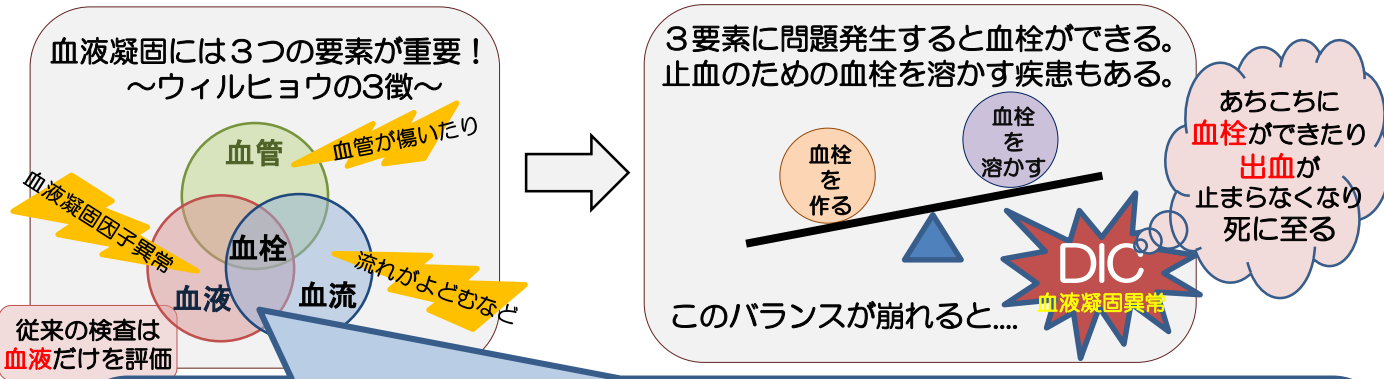 血液凝固には３つの要素が重要！
～ウィルヒョウの3徴～
血管
血管が傷いたり
血液凝固因子異常
血栓
血液
血流
流れがよどむなど
従来の検査は
血液だけを評価
３要素に問題発生すると血栓ができる。
止血のための血栓を溶かす疾患もある。
血栓
を
作る
血栓
を
溶かす
このバランスが崩れると....
DIC
血液凝固異常
あちこちに
血栓ができたり
出血が
止まらなくなり
死に至る